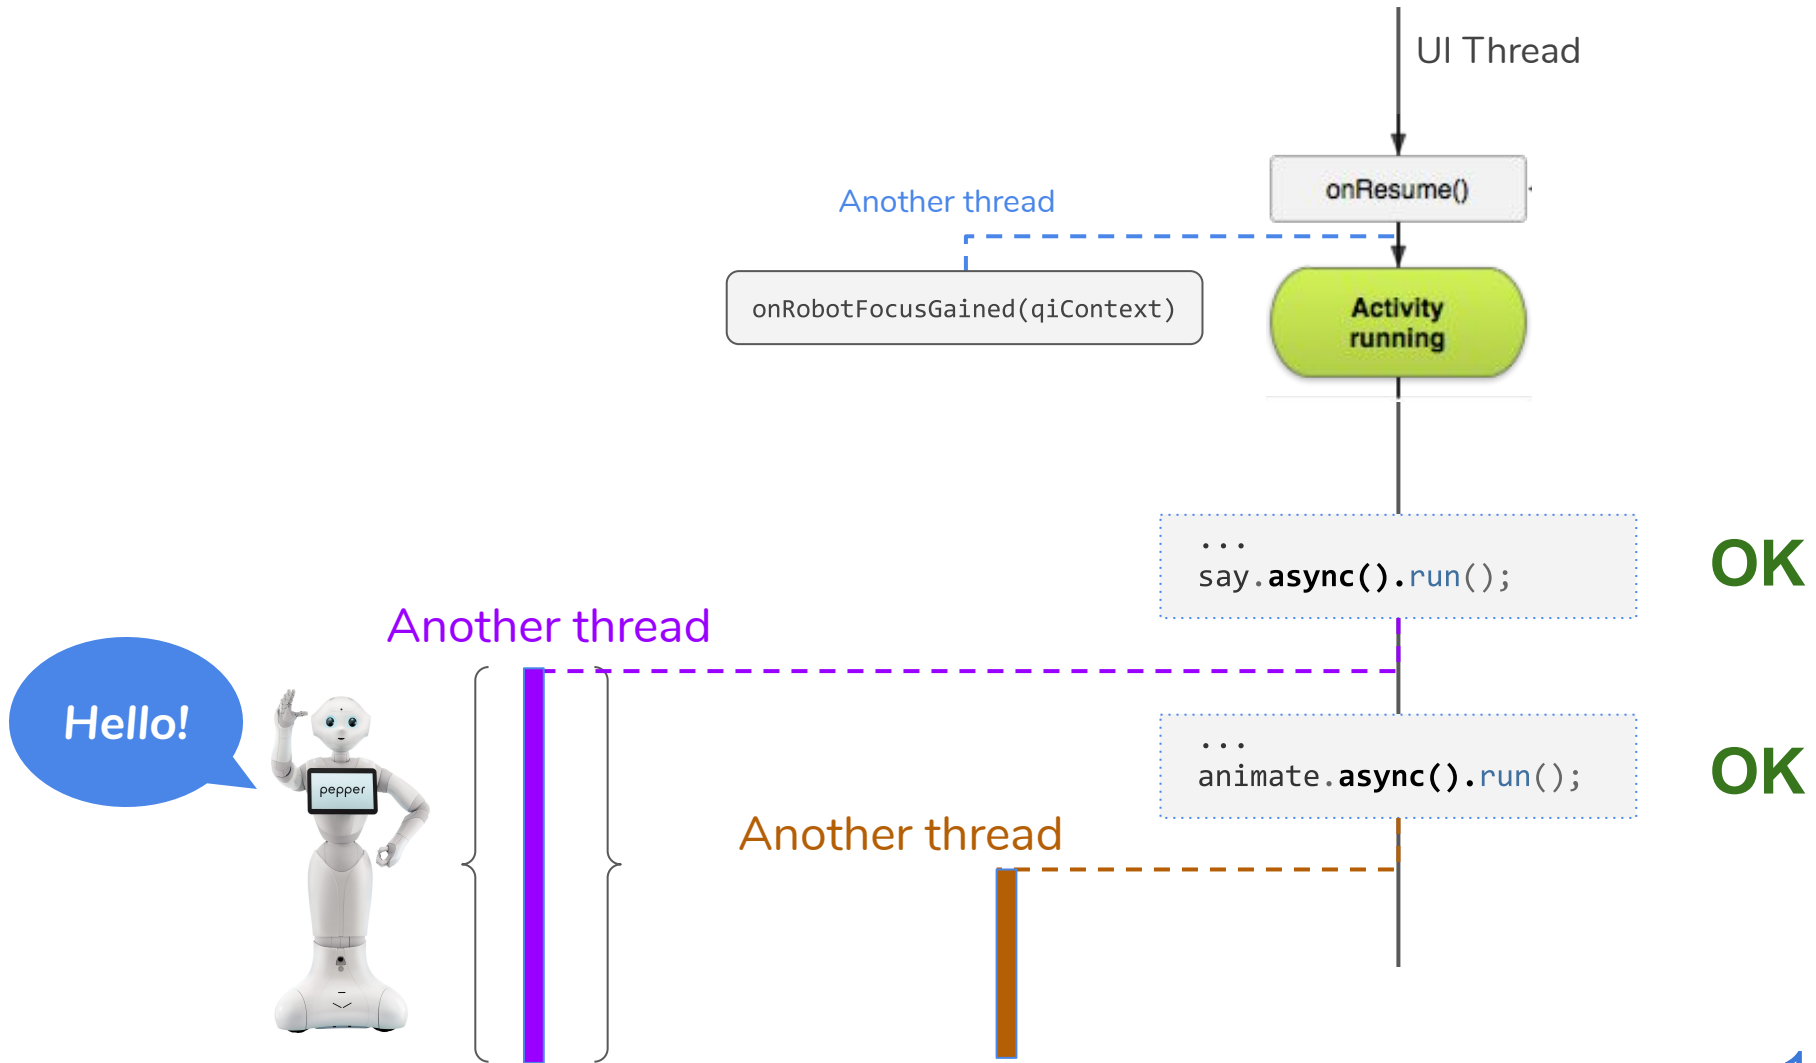 UI Thread
onResume()
Another thread
onRobotFocusGained(qiContext)
Activity
running
...
say.async().run();
OK
Another thread
Hello!
pepper
...
animate.async().run();
OK
Another thread